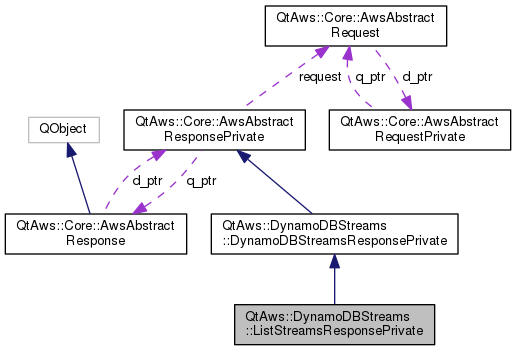 QtAws::Core::AwsAbstract
Request
request
q_ptr
d_ptr
QObject
QtAws::Core::AwsAbstract
ResponsePrivate
QtAws::Core::AwsAbstract
RequestPrivate
d_ptr
q_ptr
QtAws::Core::AwsAbstract
Response
QtAws::DynamoDBStreams
::DynamoDBStreamsResponsePrivate
QtAws::DynamoDBStreams
::ListStreamsResponsePrivate